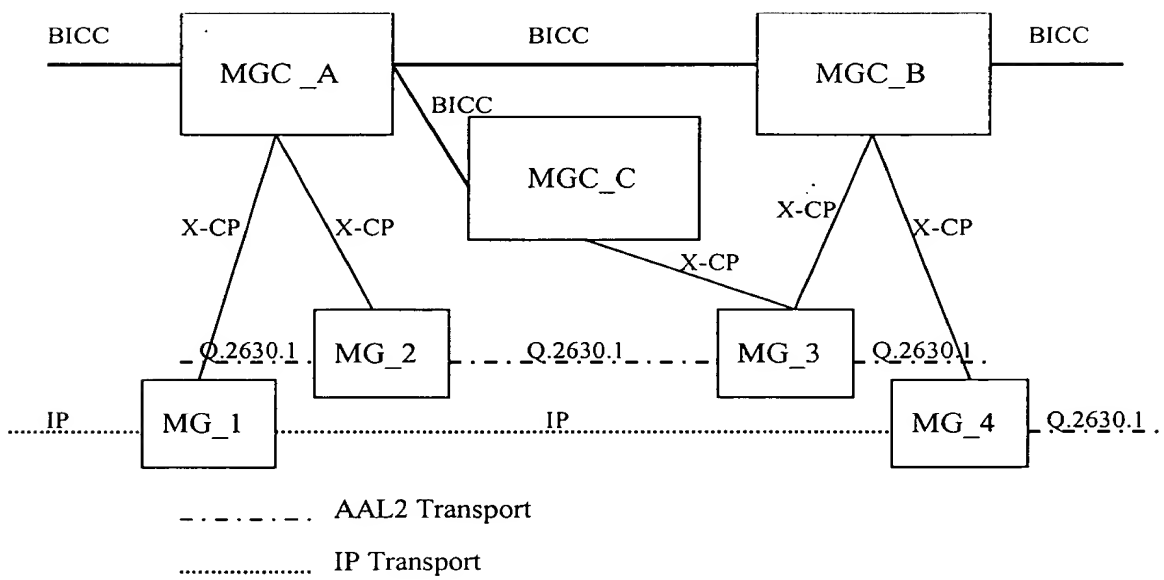 BICC
BICC
BICC
MGC _A
MGC_B
BICC
MGC_C
X-CP
X-CP
X-CP
X-CP
X-CP
Q.2630.1
MG_2
Q.2630.1
MG_3
Q.2630.1
IP
MG_1
IP
MG_4
Q.2630.1
AAL2 Transport
IP Transport